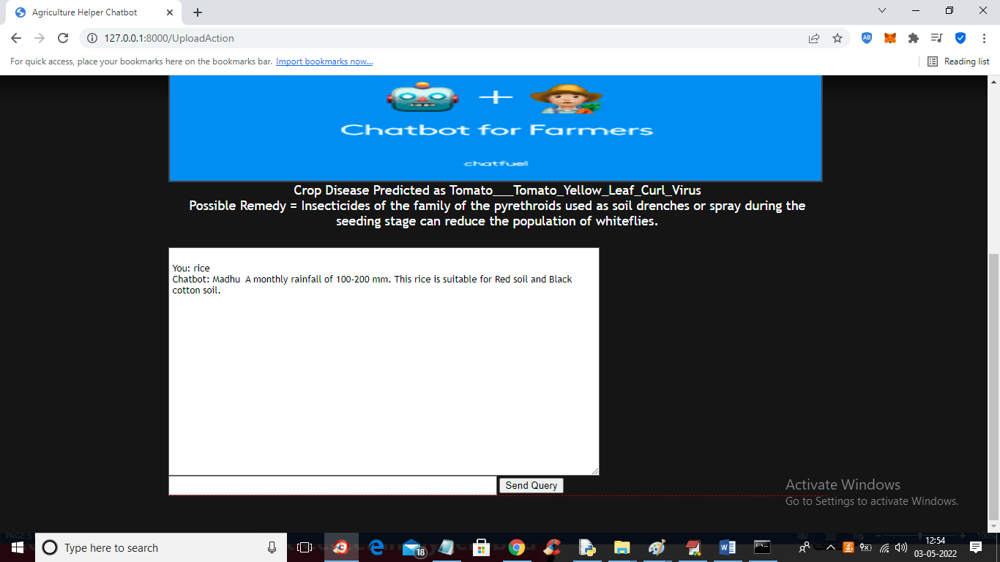 Agriculture Helper Chatbot
127.0.0.1:8000/UploadAction
AB
For quick access, place your bookmarks here on the bookmarks bar. Import bookmarks now...
Reading list
Chatbot for Farmers
chatfuel
Crop Disease Predicted as Tomato___Tomato_Yellow_Leaf_Curl_Virus
Possible Remedy = Insecticides of the family of the pyrethroids used as soil drenches or spray during the
seeding stage can reduce the population of whiteflies.
You: rice
Chatbot: Madhu  A monthly rainfall of 100-200 mm. This rice is suitable for Red soil and Black
cotton soil.
Send Query
Activate Windows
Go to Settings to activate Windows.
PAGE 5
100%
Type here to search
18
12:54
03-05-2022